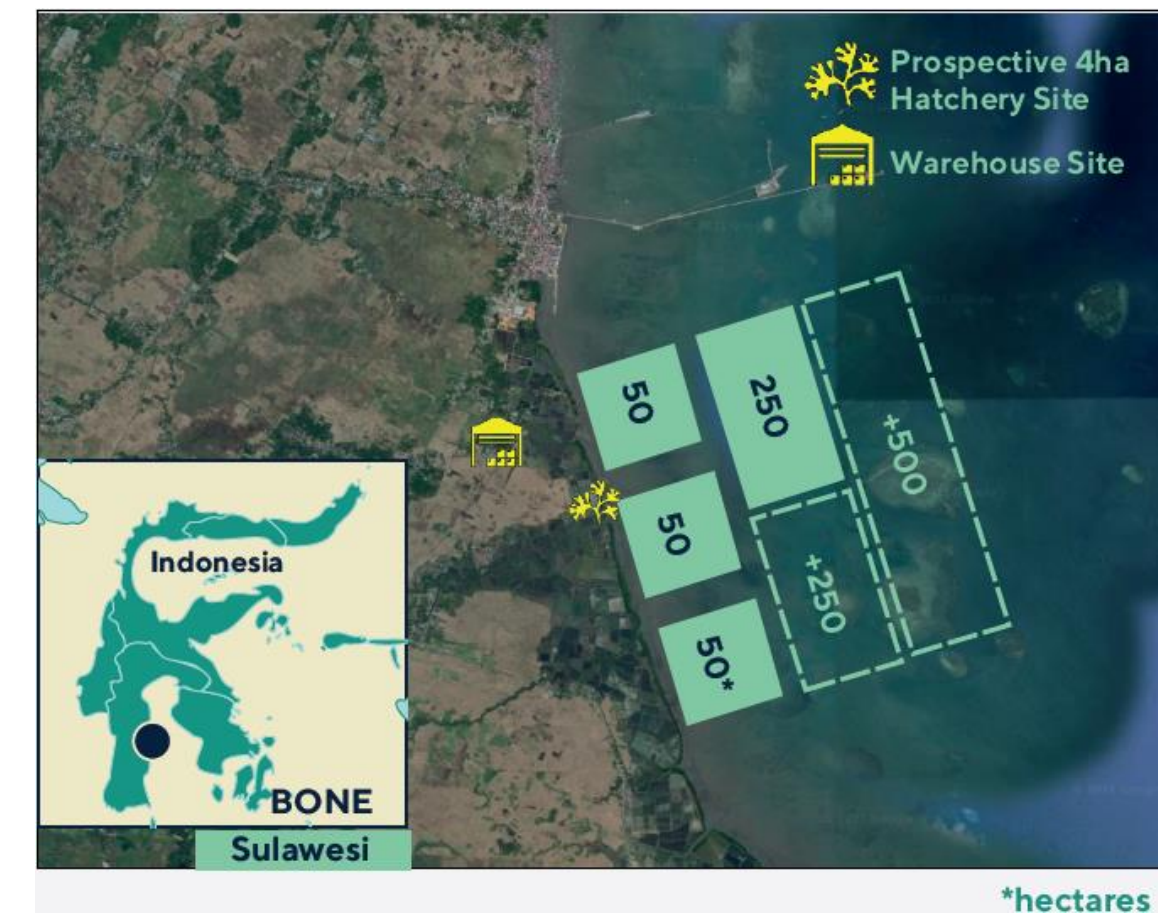 Prospective 4ha
Hatchery Site
Warehouse Site
50
250
+500
50
+250
50*
Indonesia
BONE
Sulawesi
*hectares